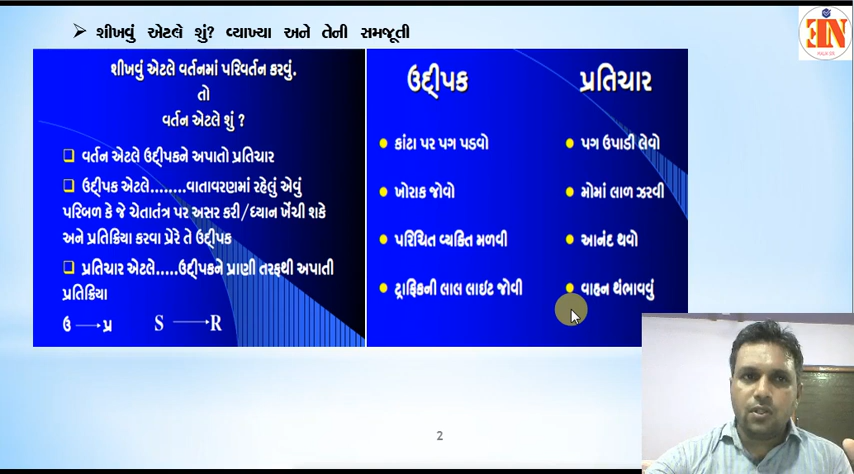 ➢ શીખવું એટલે શું? વ્યાખ્યા અને તેની સમજૂતી
શીખવું એટલે વર્તનમાં પરિવર્તન કરવું.
તો
વર્તન એટલે શું ?
❑ વર્તન એટલે ઉદ્દીપકને અપાતો પ્રતિચાર
❑ ઉદ્દીપક એટલે........વાતાવરણમાં રહેલું એવું
પરિબળ કે જે ચેતાતંત્ર પર અસર કરી/ધ્યાન ખેંચી શકે
અને પ્રતિક્રિયા કરવા પ્રેરે તે ઉદ્દીપક
❑ પ્રતિચાર એટલે.....ઉદ્દીપકને પ્રાણી તરફથી અપાતી
પ્રતિક્રિયા
ઉ → પ્ર S → R
ઉદ્દીપક પ્રતિચાર
• કાંટા પર પગ પડવો • પગ ઉપાડી લેવો
• ખોરાક જોવો • મોમાં લાળ ઝરવી
• પરિચિત વ્યકિત મળવી • આનંદ થવો
• ટ્રાફિકની લાલ લાઇટ જોવી • વાહન થંભાવવું
2